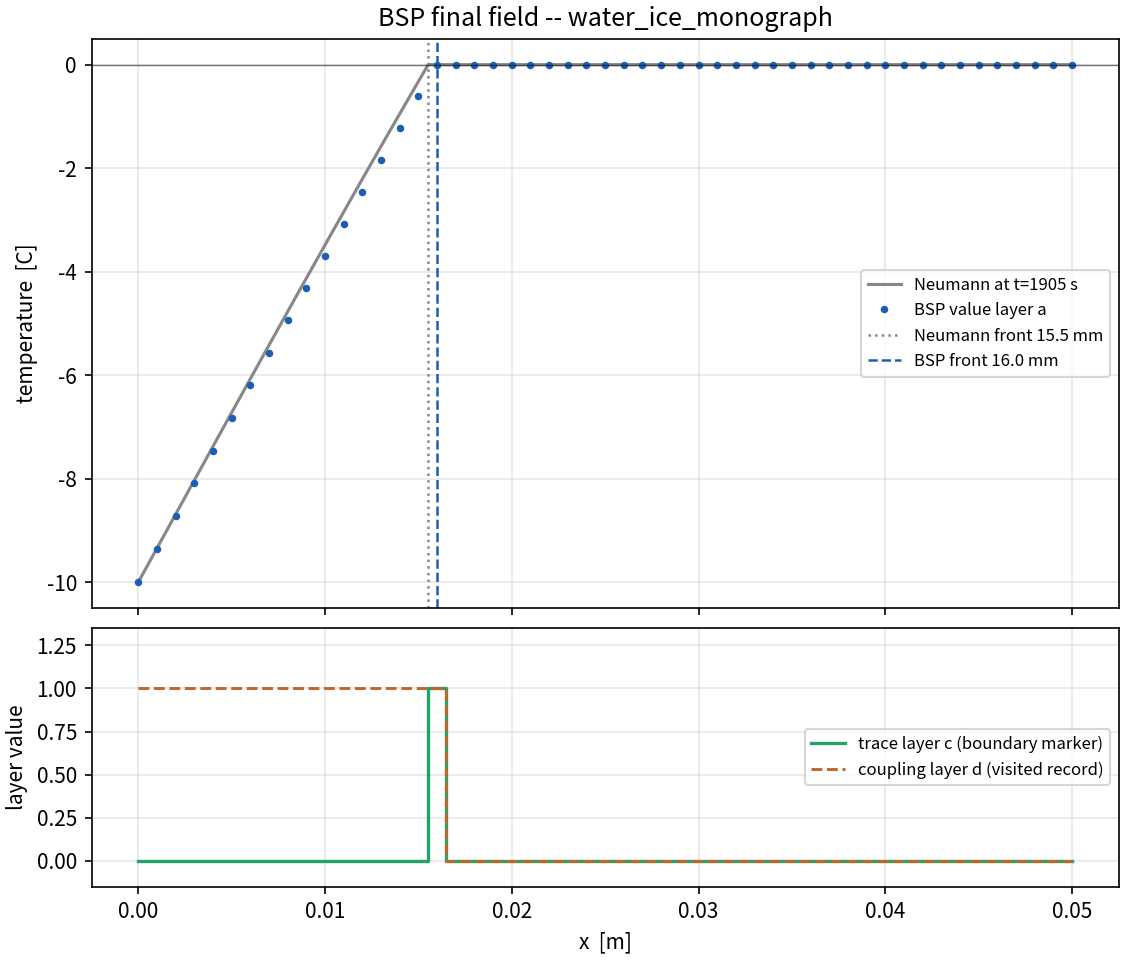 BSP final field -- water_ice_monograph
0
-2
-4
-6
-8
-10
temperature [C]
Neumann at t=1905 s
BSP value layer a
Neumann front 15.5 mm
BSP front 16.0 mm
1.25
1.00
0.75
0.50
0.25
0.00
layer value
trace layer c (boundary marker)
coupling layer d (visited record)
0.00 0.01 0.02 0.03 0.04 0.05
x [m]